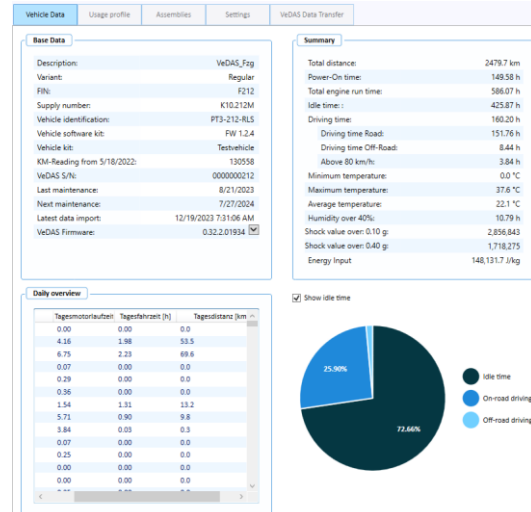 Vehicle Data Usage profile Assemblies Settings VeDAS Data Transfer
Base Data
Description: VeDAS_Fzg
Variant: Regular
FIN: F212
Supply number: K10.212M
Vehicle identification: PT3-212-RLS
Vehicle software kit: FW 1.2.4
Vehicle kit: Testvehicle
KM-Reading from 5/18/2022: 130558
VeDAS S/N: 0000000212
Last maintenance: 8/21/2023
Next maintenance: 7/27/2024
Latest data import: 12/19/2023 7:31:06 AM
VeDAS Firmware: 0.32.2.01934
Summary
Total distance: 2479.7 km
Power-On time: 149.58 h
Total engine run time: 586.07 h
Idle time: : 425.87 h
Driving time: 160.20 h
Driving time Road: 151.76 h
Driving time Off-Road: 8.44 h
Above 80 km/h: 3.84 h
Minimum temperature: 0.0 °C
Maximum temperature: 37.6 °C
Average temperature: 22.1 °C
Humidity over 40%: 10.79 h
Shock value over: 0.10 g: 2,856,843
Shock value over: 0.40 g: 1,718,275
Energy Input 148,131.7 J/kg
Daily overview
Tagesmotorlaufzeit Tagesfahrzeit [h] Tagesdistanz [km
0.00 0.00 0.0
4.16 1.98 53.5
6.75 2.23 69.6
0.07 0.00 0.0
0.29 0.00 0.0
0.36 0.00 0.0
1.54 1.31 13.2
5.71 0.90 9.8
3.84 0.03 0.3
0.07 0.00 0.0
0.25 0.00 0.0
0.00 0.00 0.0
0.00 0.00 0.0
Show idle time
25.90%
72.66%
Idle time
On-road driving
Off-road driving